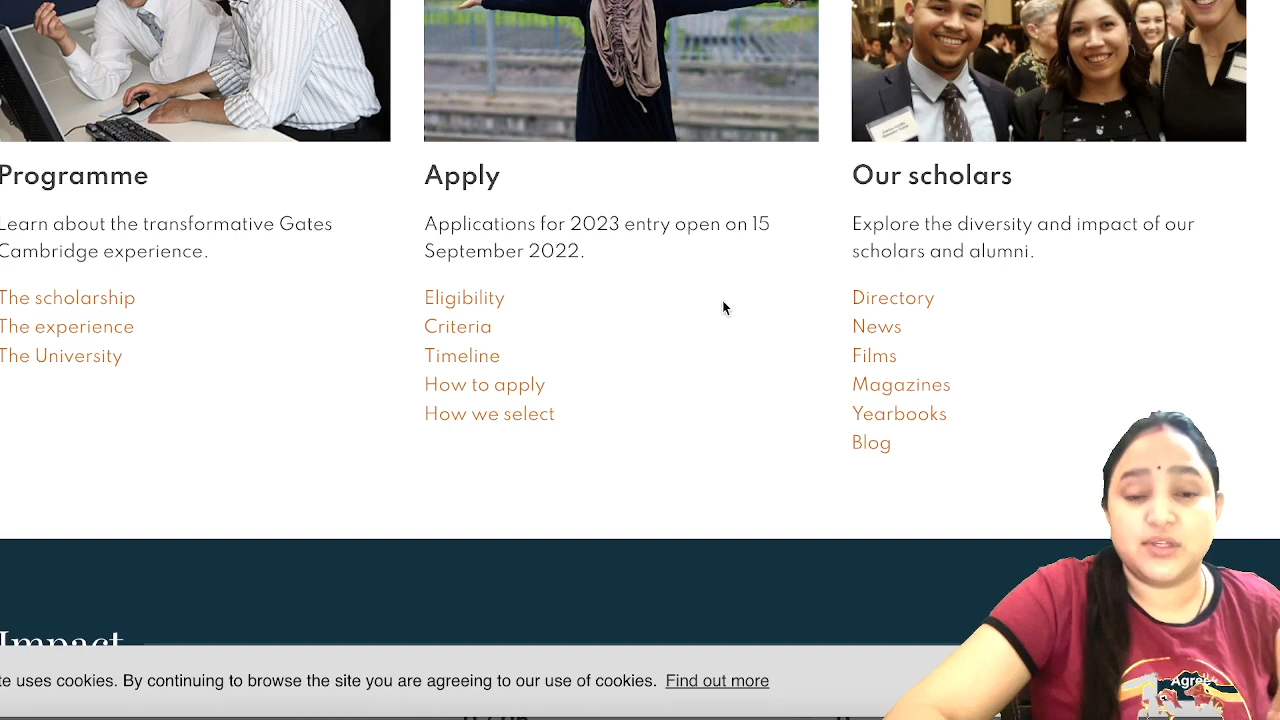 Programme
Learn about the transformative Gates
Cambridge experience.
The scholarship
The experience
The University
Apply
Applications for 2023 entry open on 15
September 2022.
Eligibility
Criteria
Timeline
How to apply
How we select
Our scholars
Explore the diversity and impact of our
scholars and alumni.
Directory
News
Films
Magazines
Yearbooks
Blog
Impact
te uses cookies. By continuing to browse the site you are agreeing to our use of cookies. Find out more
Agree